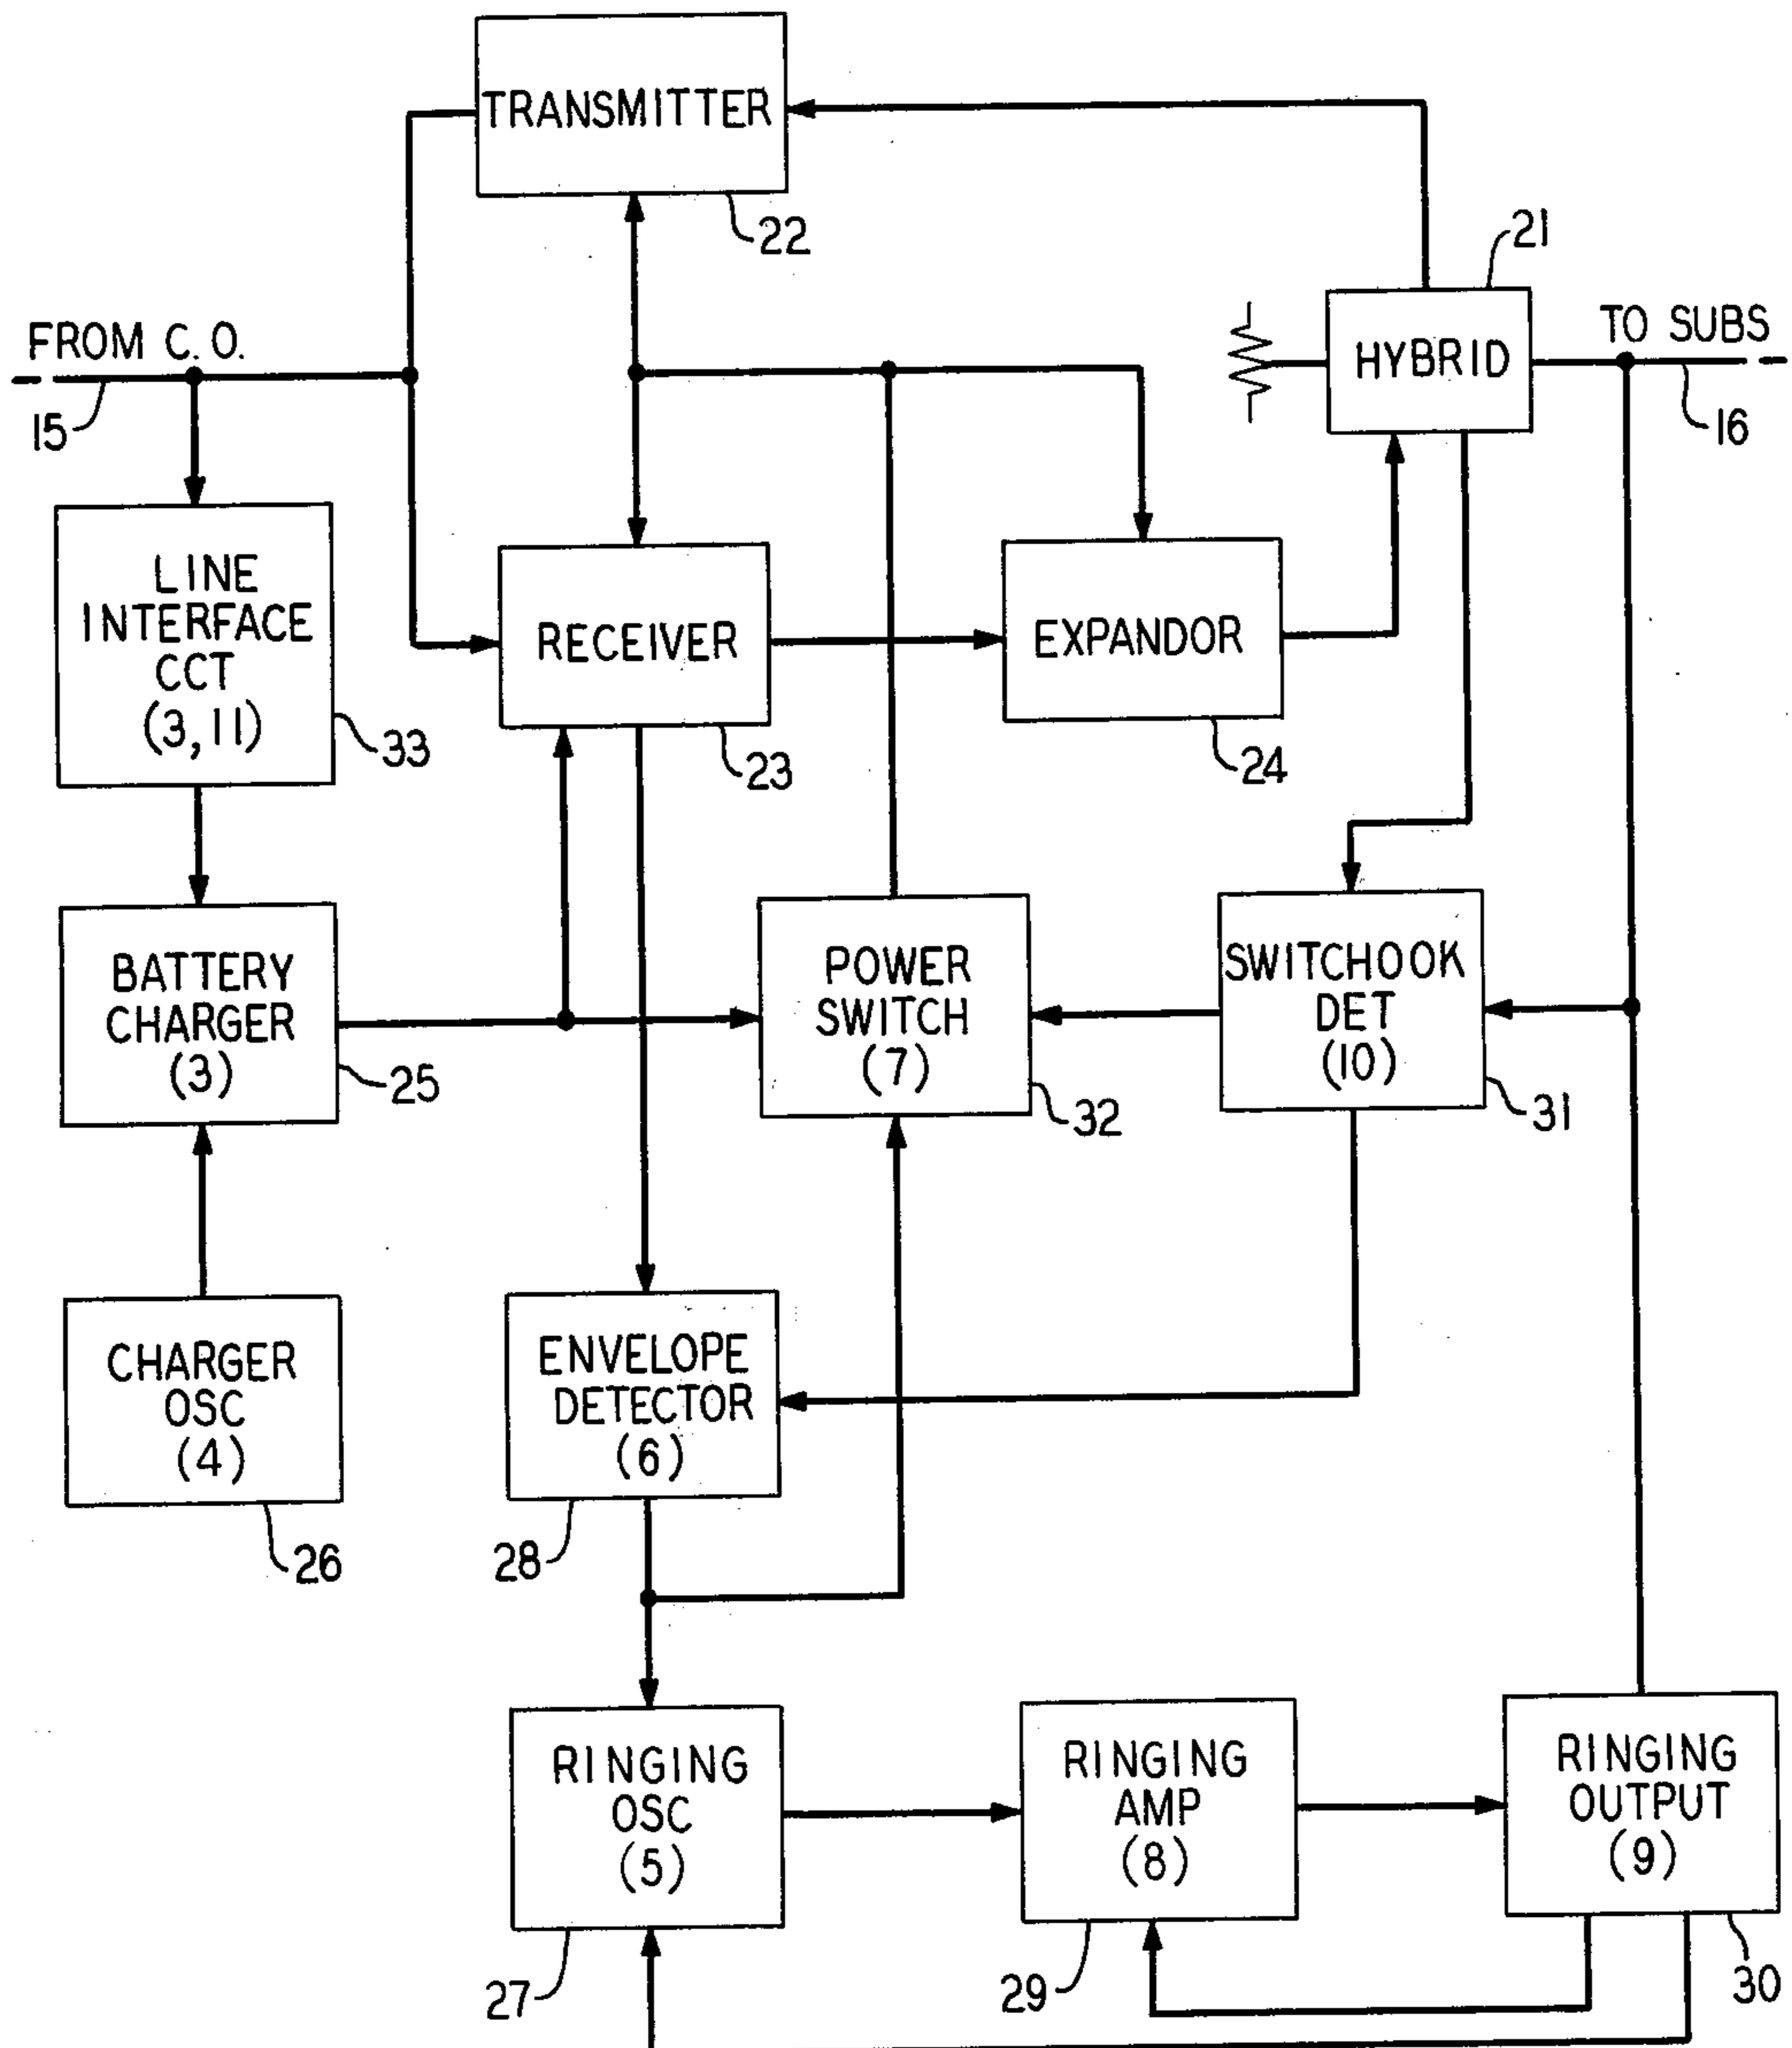 TRANSMITTER
22
21
FROM C.O.
HYBRID
TO SUBS
15
16
LINE
INTERFACE
CCT
(3,11)
33
RECEIVER
23
EXPANDOR
24
BATTERY
CHARGER
(3)
25
POWER
SWITCH
(7)
32
SWITCHOOK
DET
(10)
31
CHARGER
OSC
(4)
26
ENVELOPE
DETECTOR
(6)
28
RINGING
OSC
(5)
27
RINGING
AMP
(8)
29
RINGING
OUTPUT
(9)
30